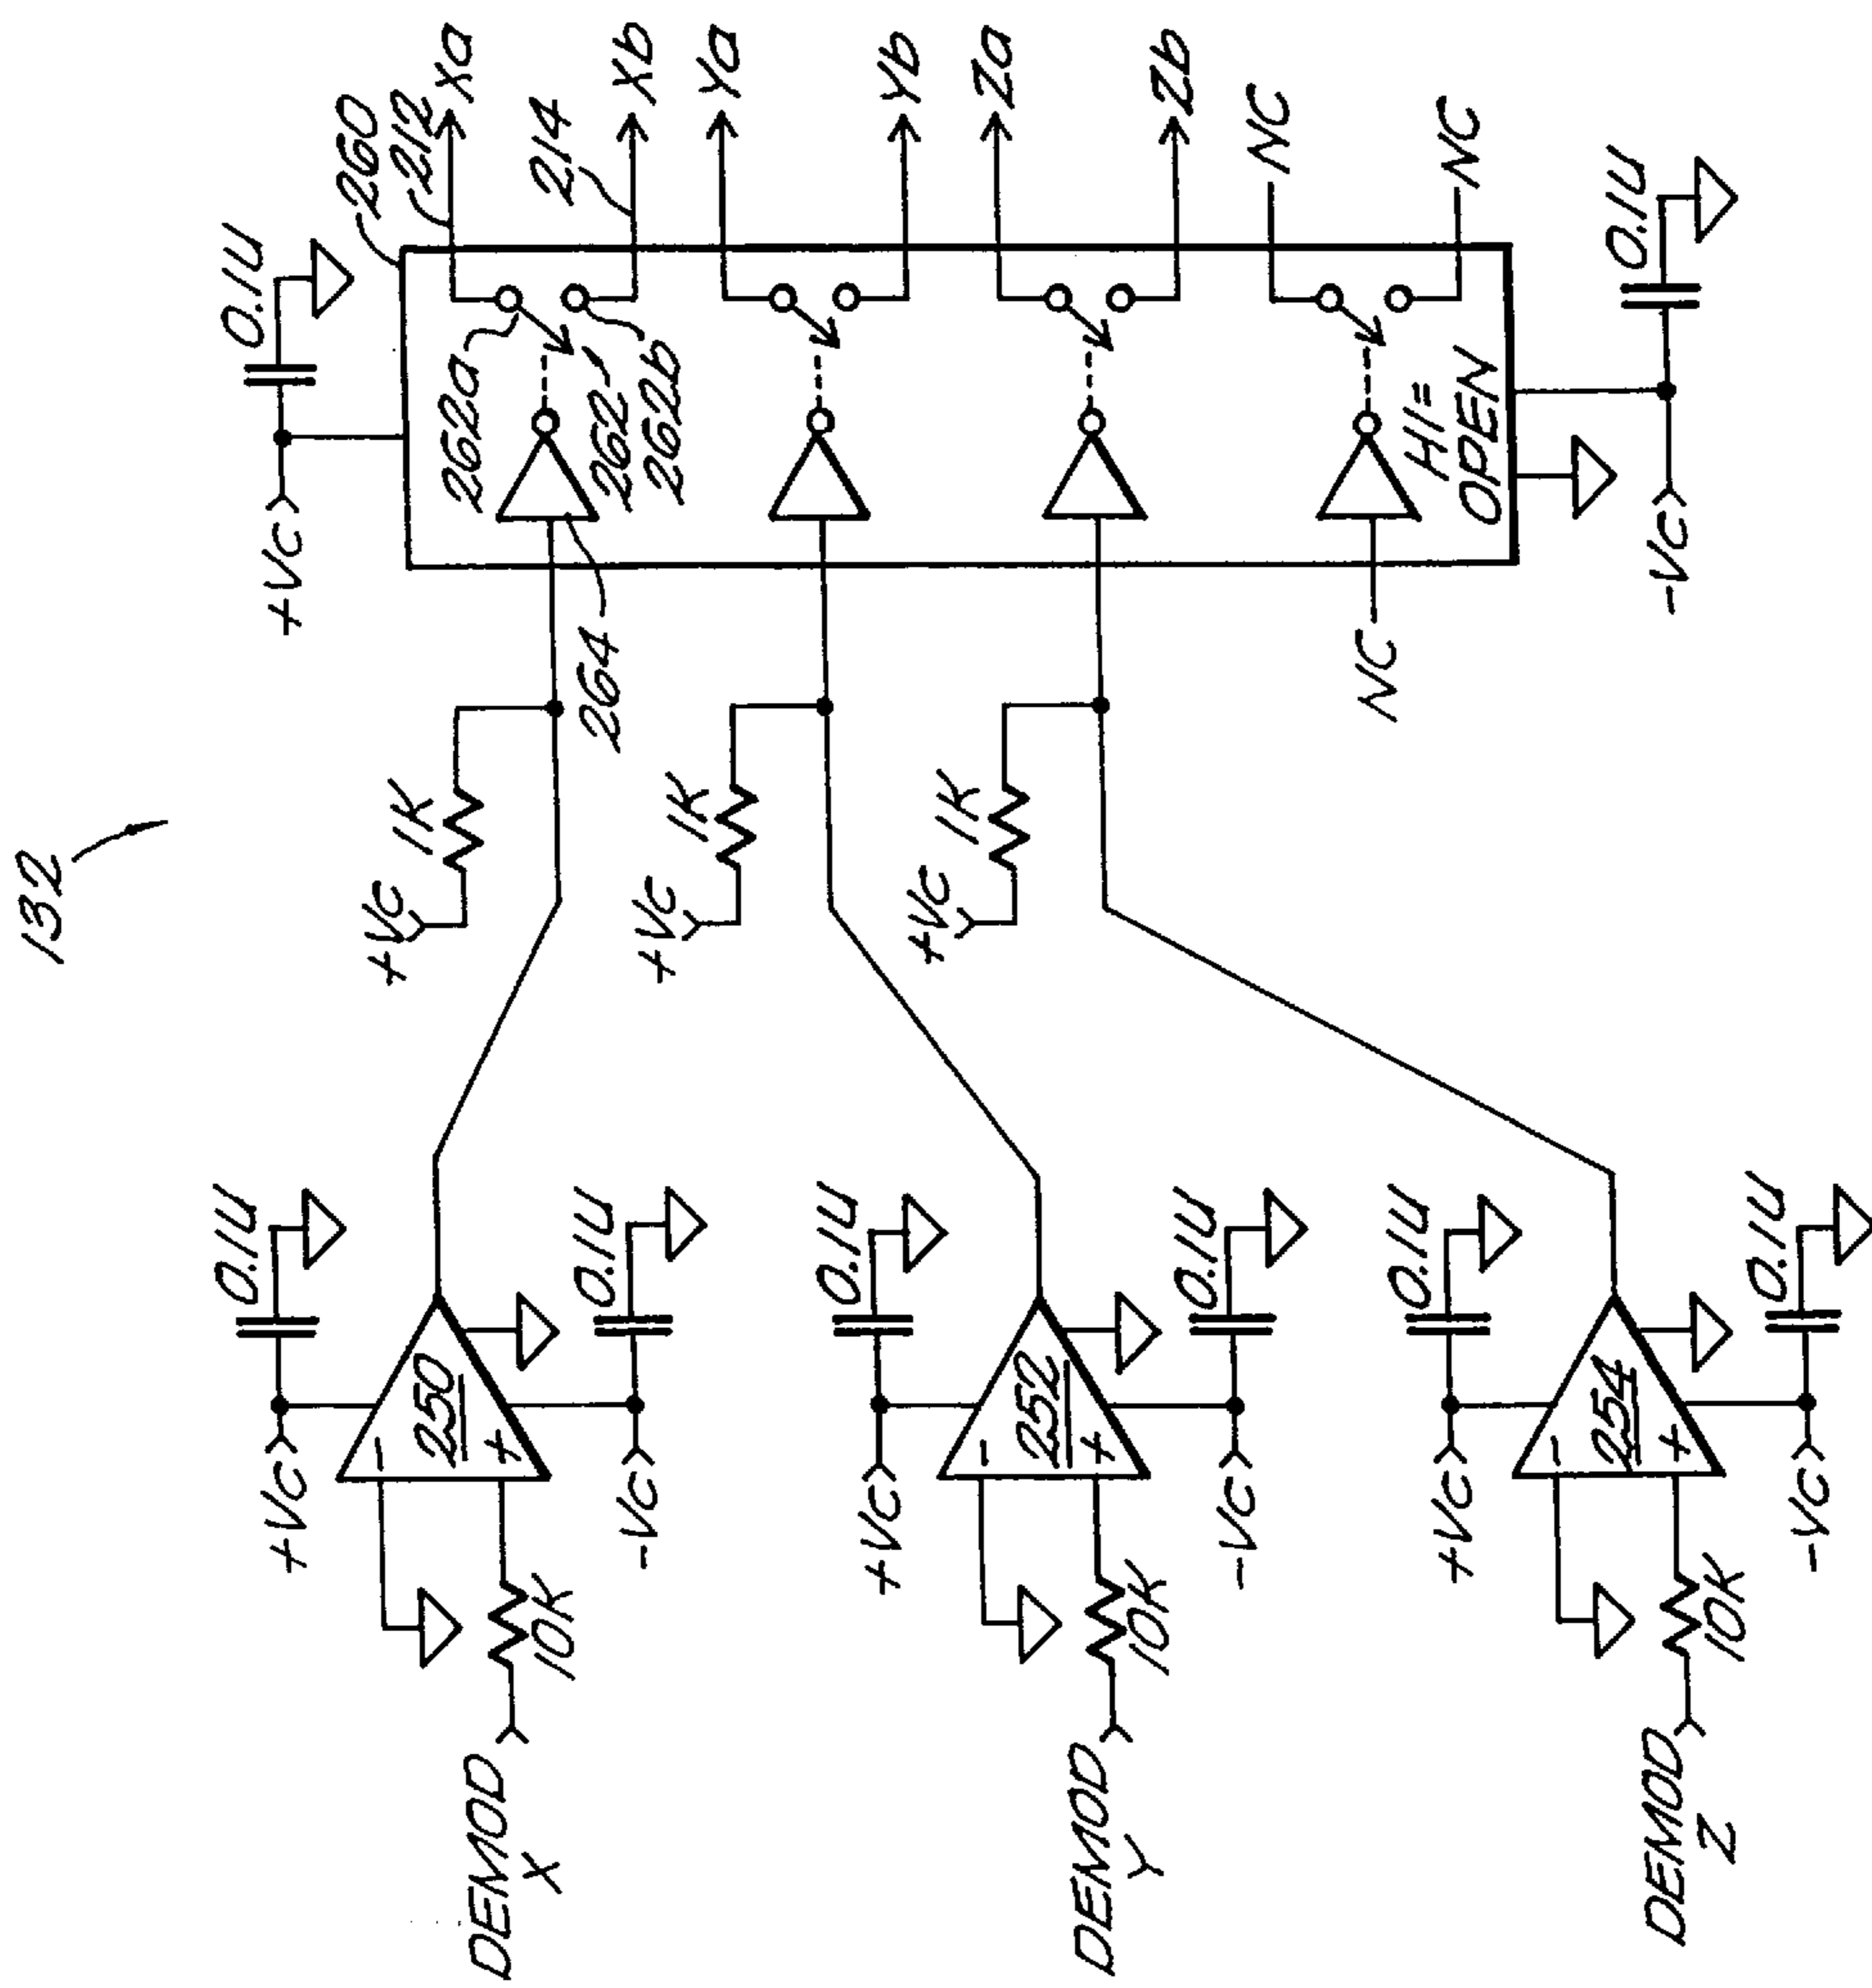 132
0.1U
0.1U
+Vc
+Vc
260
+Vc
1K
212
Xa
-
250
+
262a
DEMOD
X
10K
214
262
264
0.1U
-Vc
Xb
262b
+Vc
1K
Ya
0.1U
+Vc
Yb
+Vc
1K
Za
-
252
+
DEMOD
Y
10K
0.1U
-Vc
Zb
NC
NC
0.1U
+Vc
HI=
OPEN
NC
-
254
+
0.1U
-Vc
DEMOD
Z
10K
0.1U
-Vc